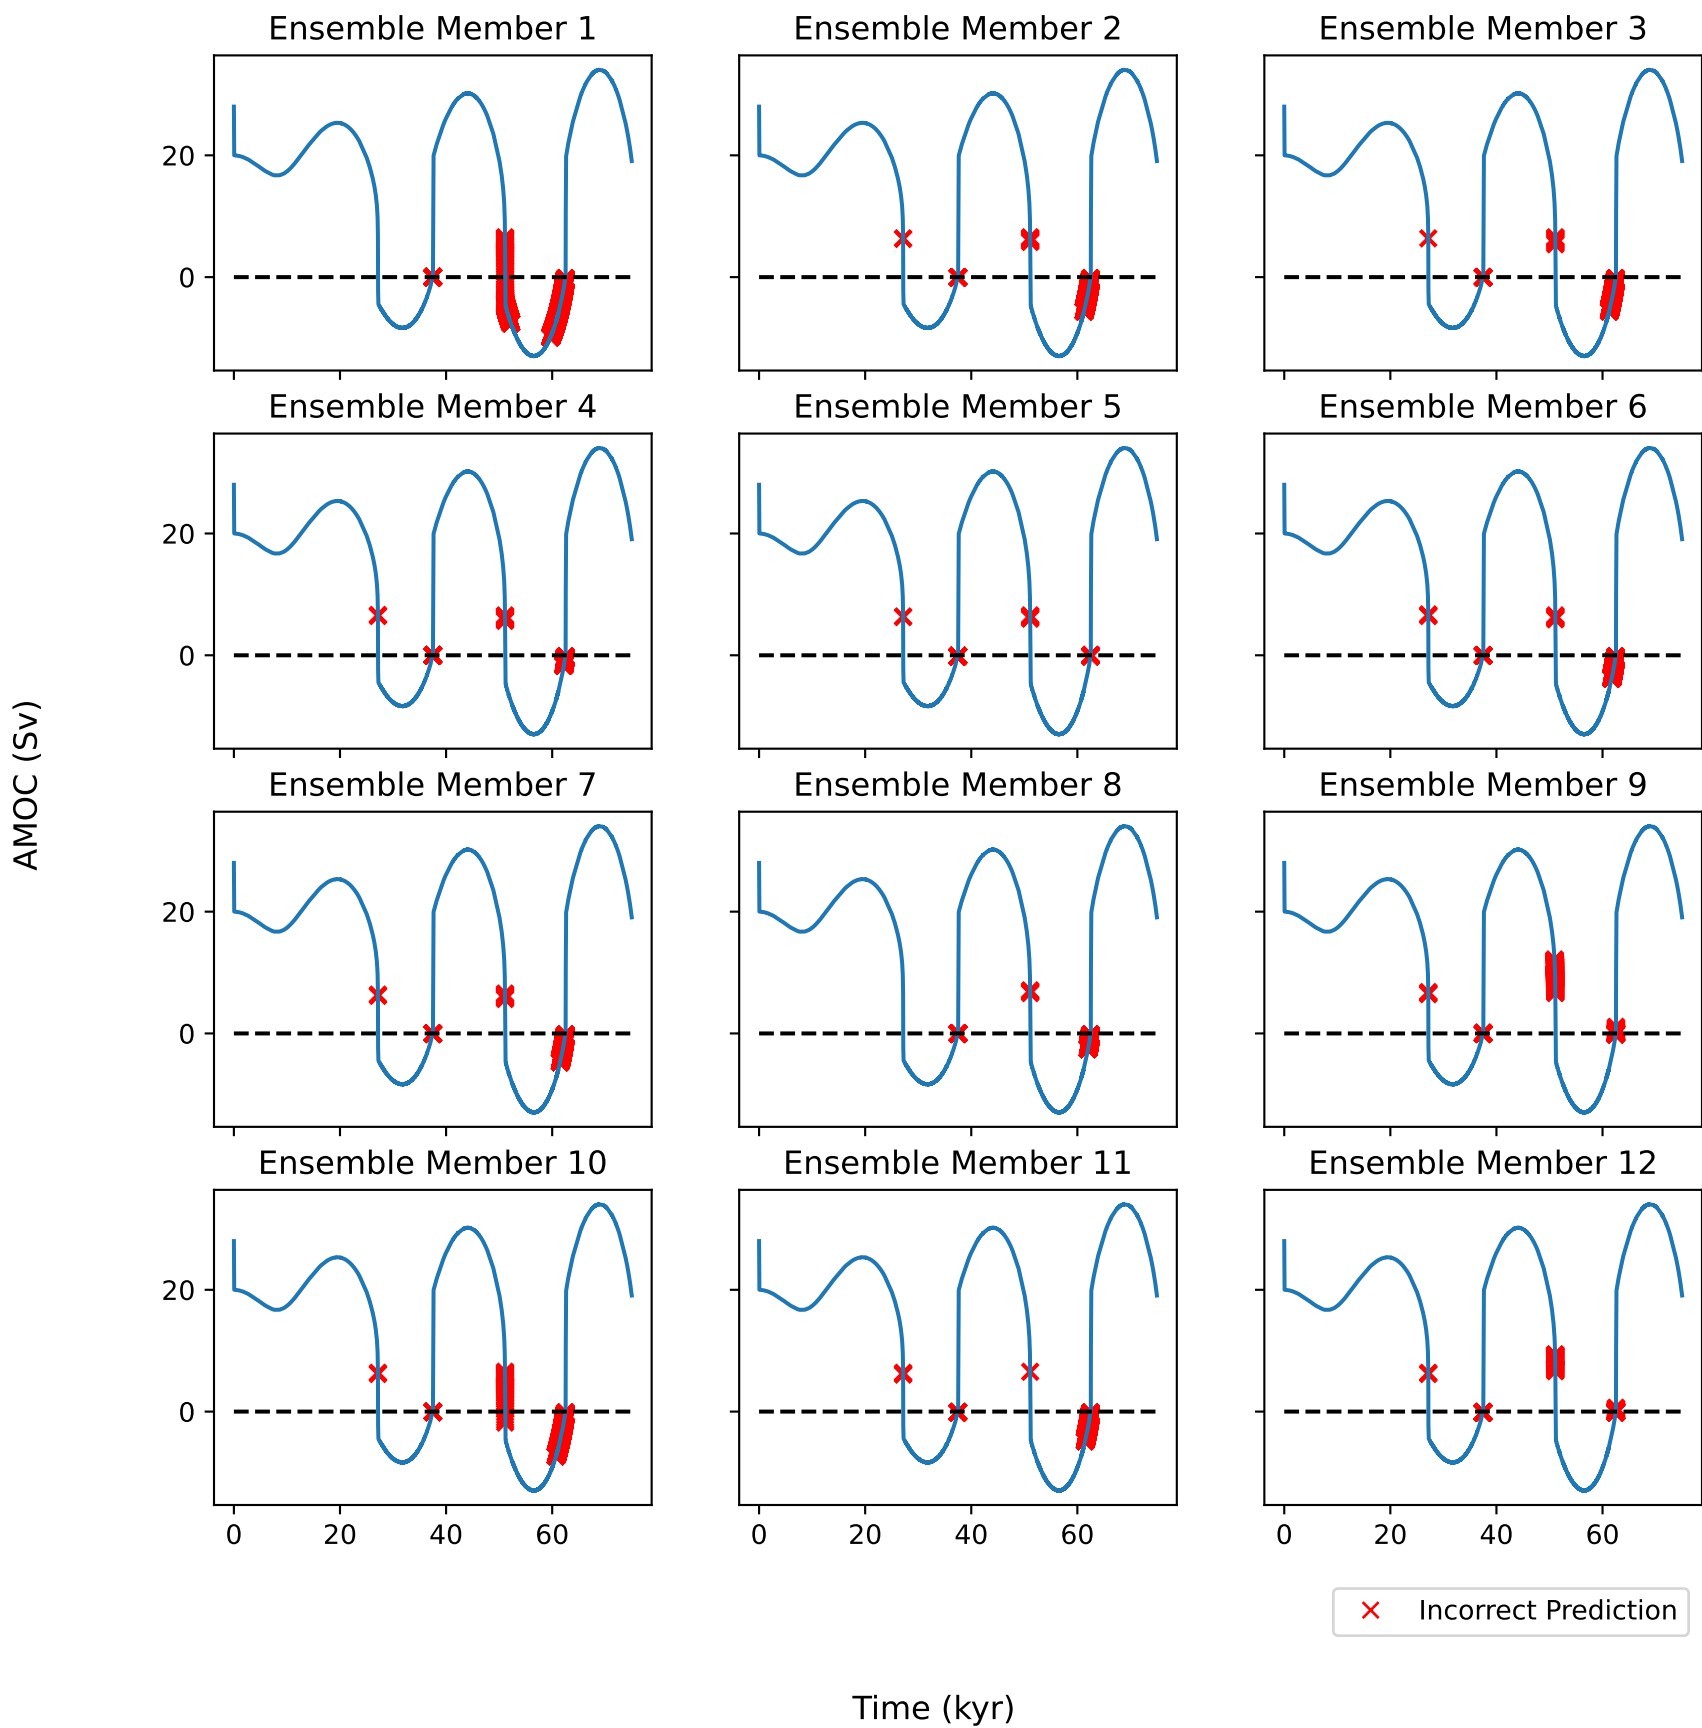 Ensemble Member 1
Ensemble Member 2
Ensemble Member 3
20
0
Ensemble Member 4
Ensemble Member 5
Ensemble Member 6
20
0
Ensemble Member 7
Ensemble Member 8
Ensemble Member 9
20
0
Ensemble Member 10
Ensemble Member 11
Ensemble Member 12
20
0
0 20 40 60
0 20 40 60
0 20 40 60
AMOC (Sv)
Incorrect Prediction
Time (kyr)